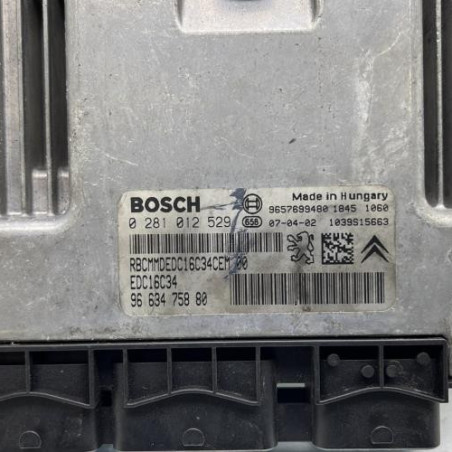 BOSCH
Made in Hungary
9657699480 1845 1060
0 281 012 529
658
07-04-02 1039S15663
RBCMMDEDC16C34CEM 00
EDC16C34
96 634 758 80